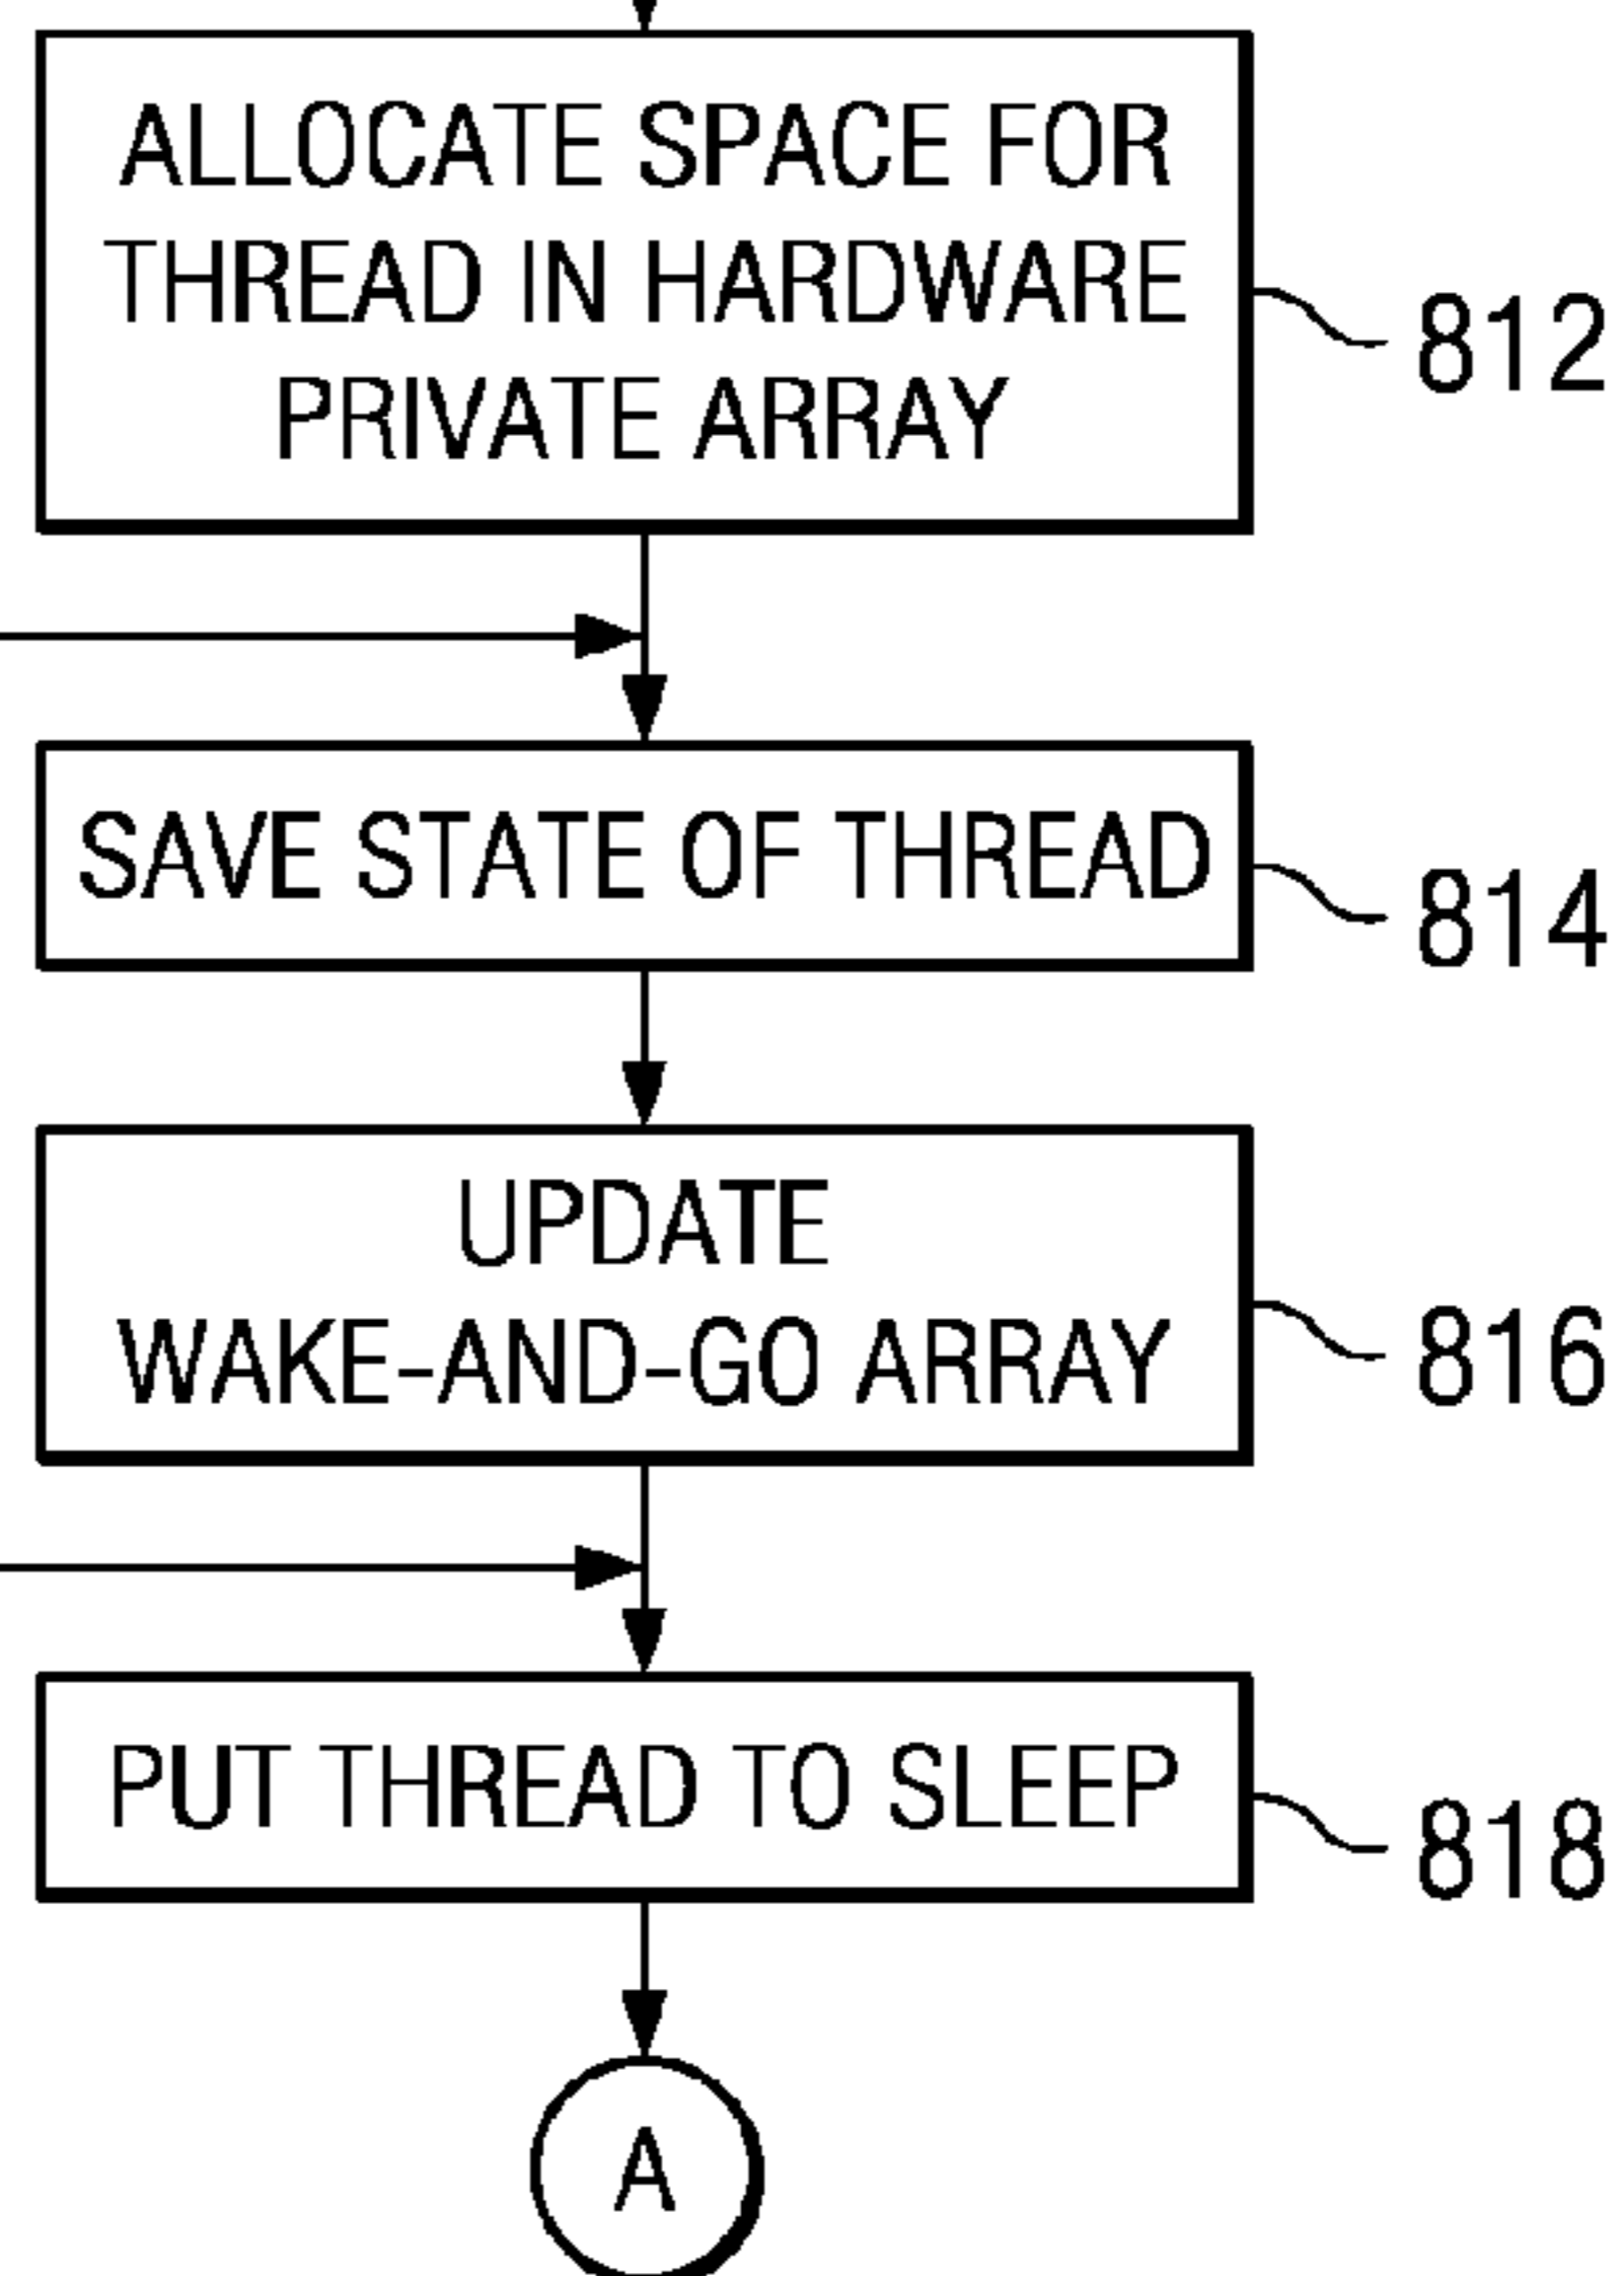 ALLOCATE SPACE FOR
THREAD IN HARDWARE
PRIVATE ARRAY
812
SAVE STATE OF THREAD
814
UPDATE
WAKE-AND-GO ARRAY
816
PUT THREAD TO SLEEP
818
A